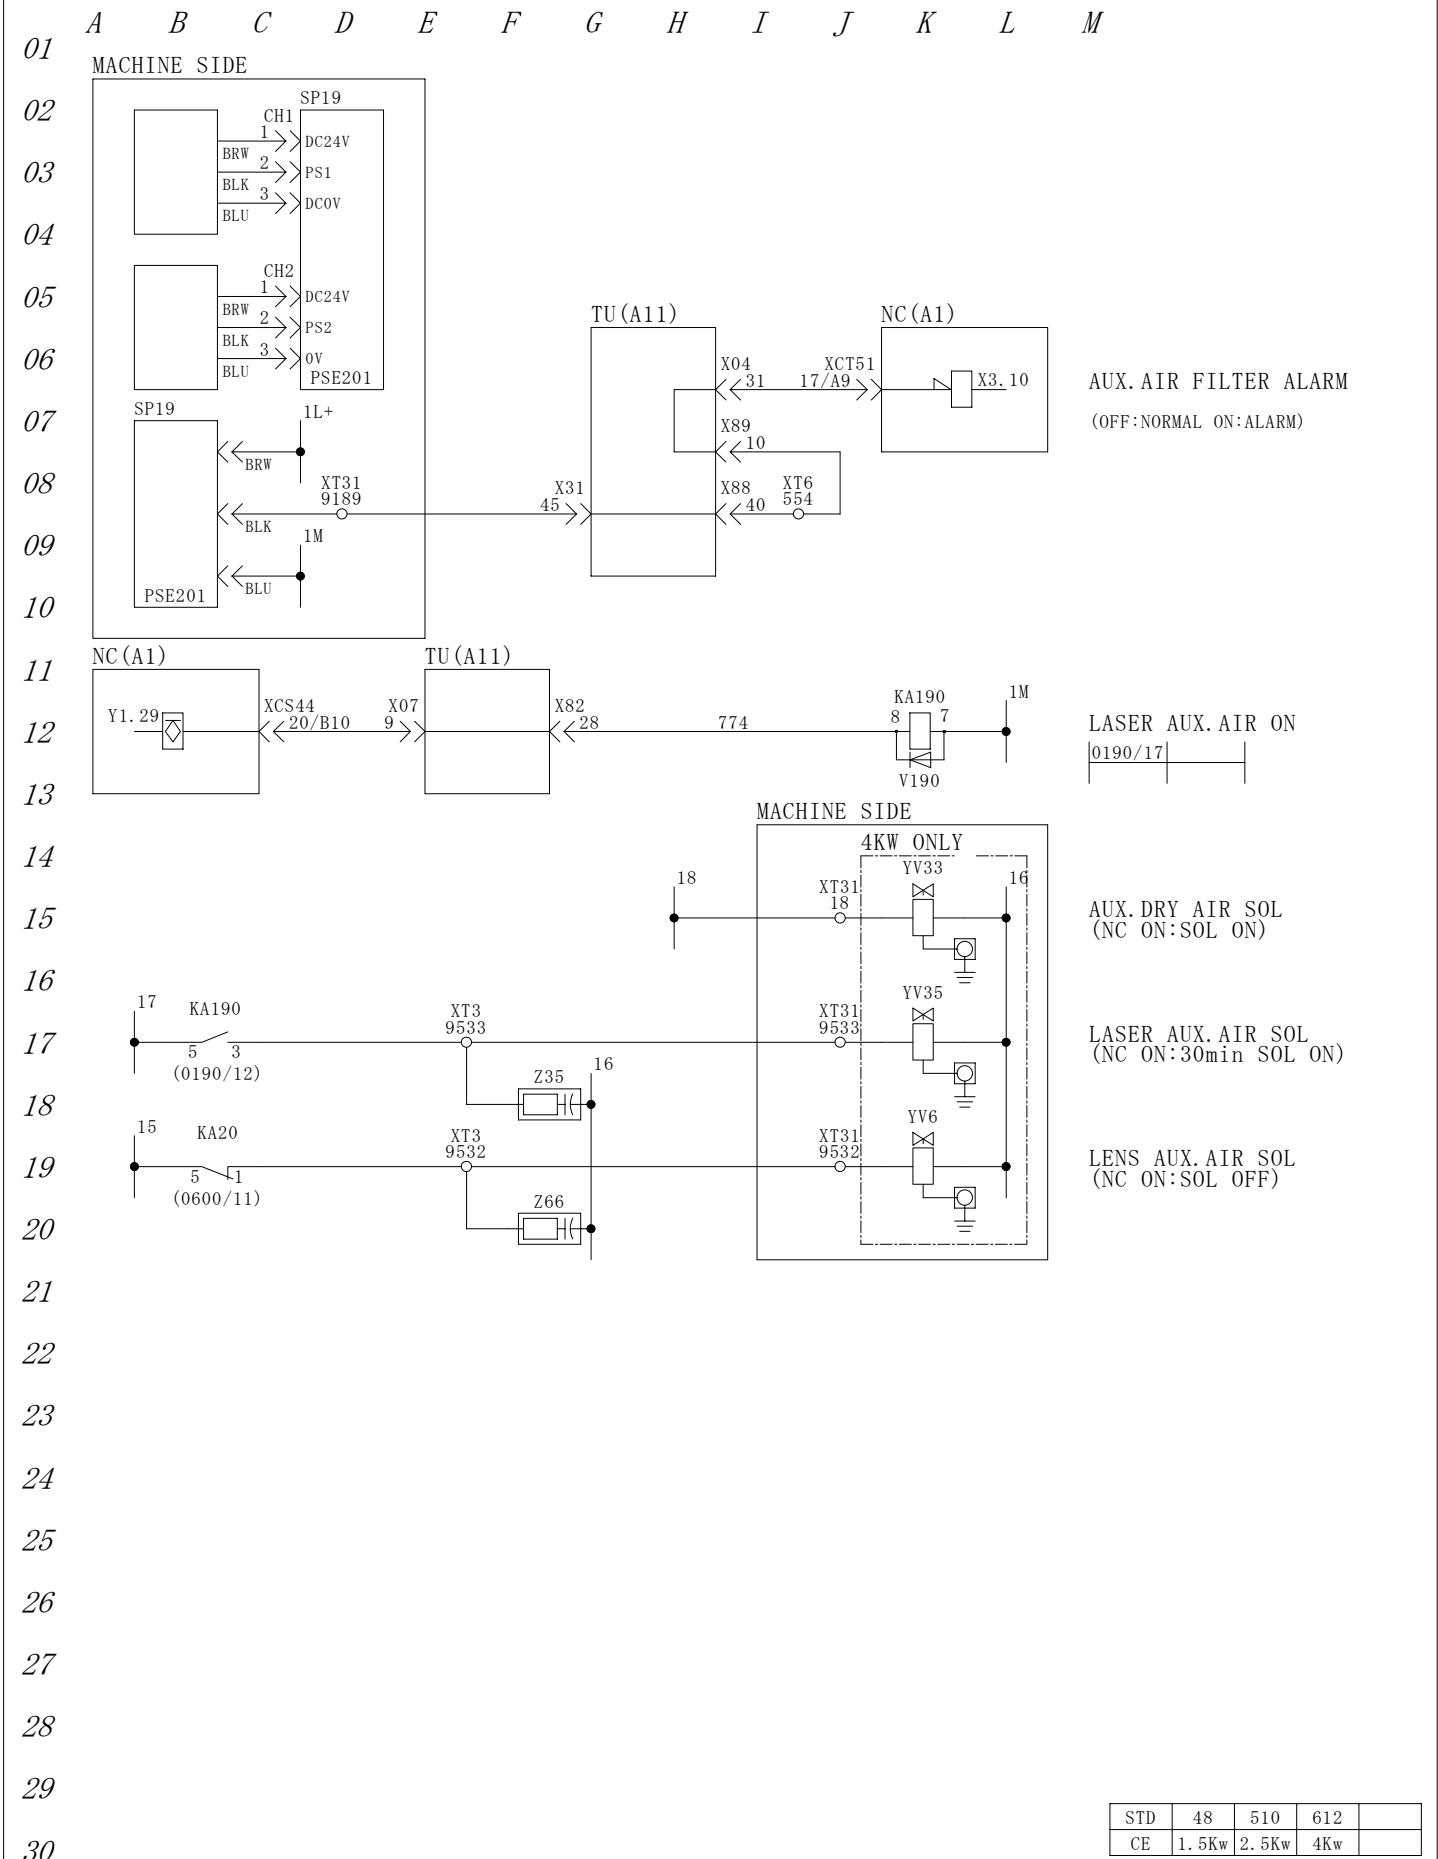 A B C D E F G H I J K L M
01
MACHINE SIDE
02
SP19
CH1
1
DC24V
BRW
03
2
PS1
BLK
3
DC0V
BLU
04
CH2
05
1
DC24V
BRW
2
PS2
BLK
06
3
0V
BLU
PSE201
TU(A11)
NC(A1)
X04
31
XCT51
17/A9
X3.10
AUX.AIR FILTER ALARM
(OFF:NORMAL ON:ALARM)
07
SP19
1L+
BRW
X89
10
08
XT31
9189
BLK
X31
45
X88
40
XT6
554
09
1M
BLU
10
PSE201
11
NC(A1)
TU(A11)
12
Y1.29
XCS44
20/B10
X07
9
X82
28
774
KA190
8
7
V190
1M
LASER AUX.AIR ON
0190/17
13
MACHINE SIDE
14
4KW ONLY
15
18
XT31
18
YV33
16
AUX.DRY AIR SOL
(NC ON:SOL ON)
16
17
17
KA190
5
3
(0190/12)
XT3
9533
XT31
9533
YV35
LASER AUX.AIR SOL
(NC ON:30min SOL ON)
18
Z35
16
19
15
KA20
5
1
(0600/11)
XT3
9532
XT31
9532
YV6
LENS AUX.AIR SOL
(NC ON:SOL OFF)
20
Z66
21
22
23
24
25
26
27
28
29
30
STD 48 510 612
CE 1.5Kw 2.5Kw 4Kw